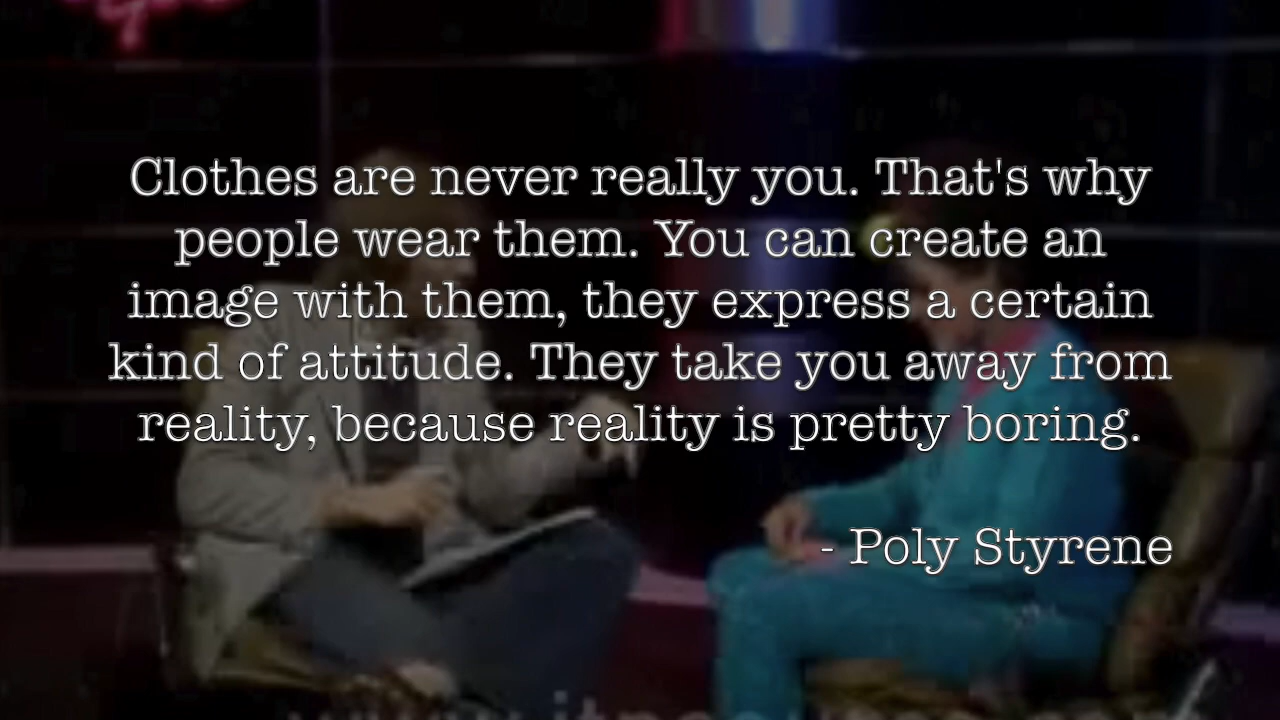 Clothes are never really you. That's why
people wear them. You can create an
image with them, they express a certain
kind of attitude. They take you away from
reality, because reality is pretty boring.
- Poly Styrene